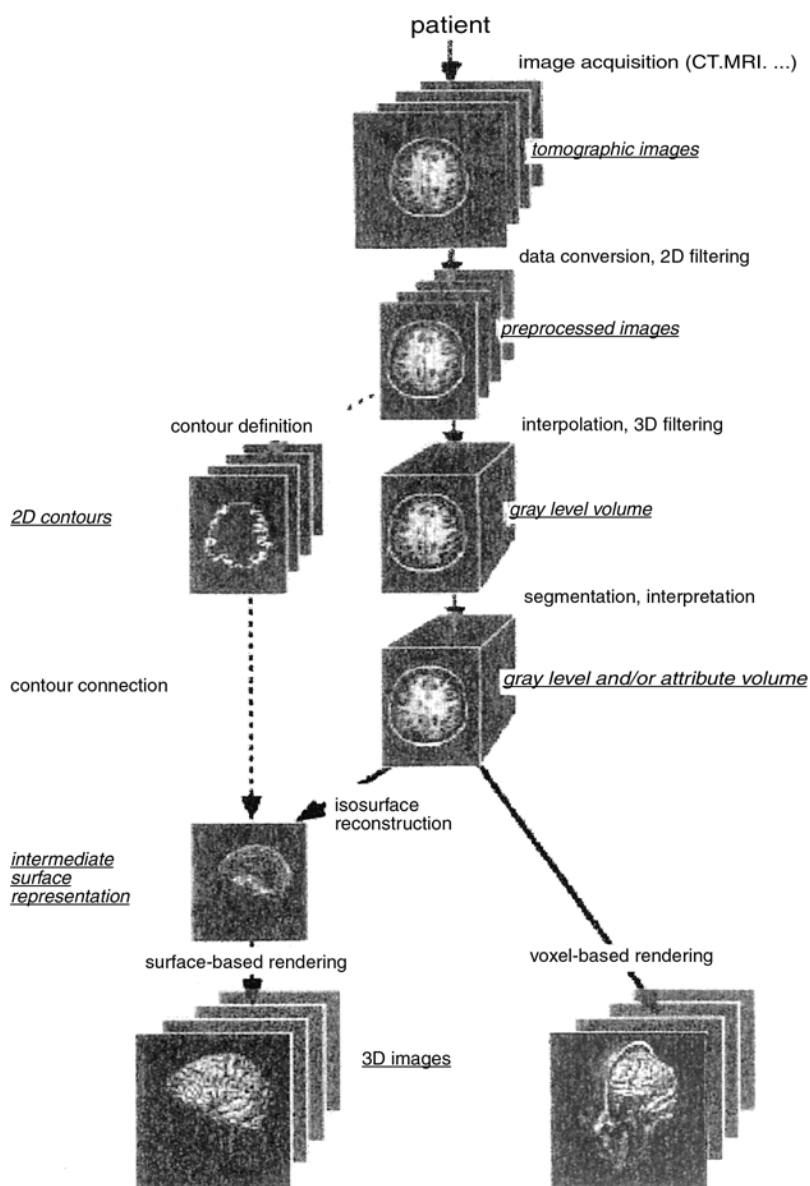 patient
image acquisition (CT.MRI. ...)
tomographic images
data conversion, 2D filtering
preprocessed images
contour definition
interpolation, 3D filtering
2D contours
gray level volume
segmentation, interpretation
gray level and/or attribute volume
contour connection
isosurface
reconstruction
intermediate
surface
representation
surface-based rendering
voxel-based rendering
3D images